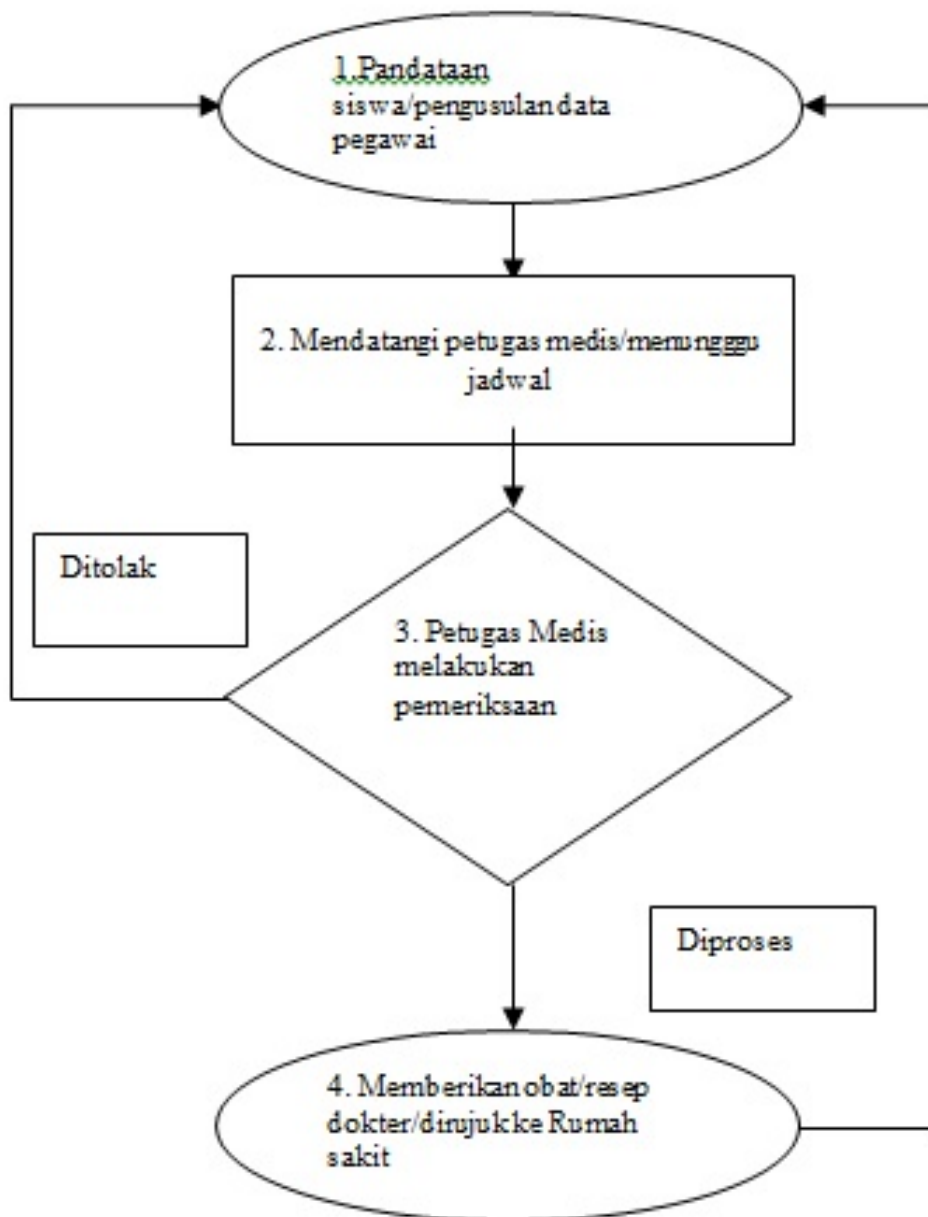 1.Pandataan
siswa/pengusulan data
pegawai
2. Mendatangi petugas medis/menungggu
jadwal
Ditolak
3. Petugas Medis
melakukan
pemeriksaan
Diproses
4. Memberikan obat/resep
dokter/dirujuk ke Rumah
sakit